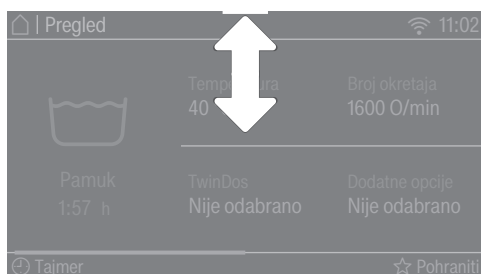 Pregled 11:02
Temperatura Broj okretaja
40 1600 O/min
Pamuk TwinDos Dodatne opcije
1:57 h Nije odabrano Nije odabrano
Taimer Pohraniti